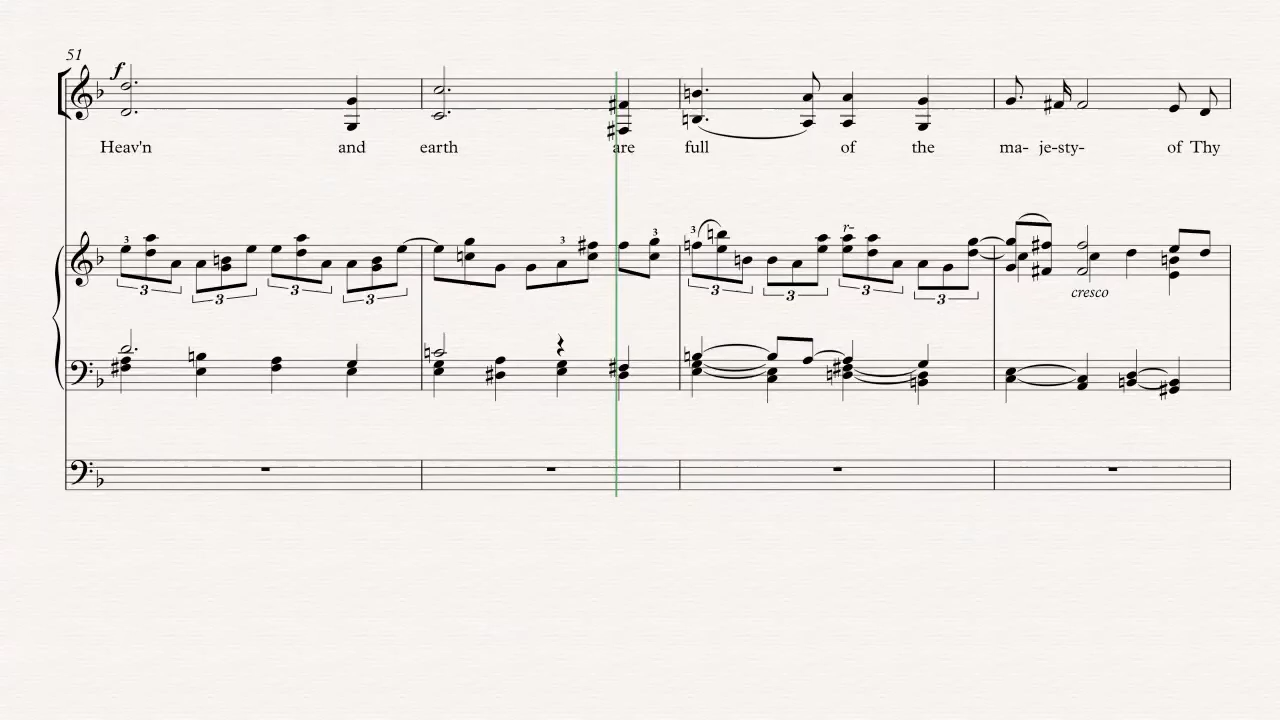 51
f
Heav'n and earth are full of the ma- je-sty- of Thy
3 3 3 3 r-
3 3 3 3 3 3 3 3
cresco